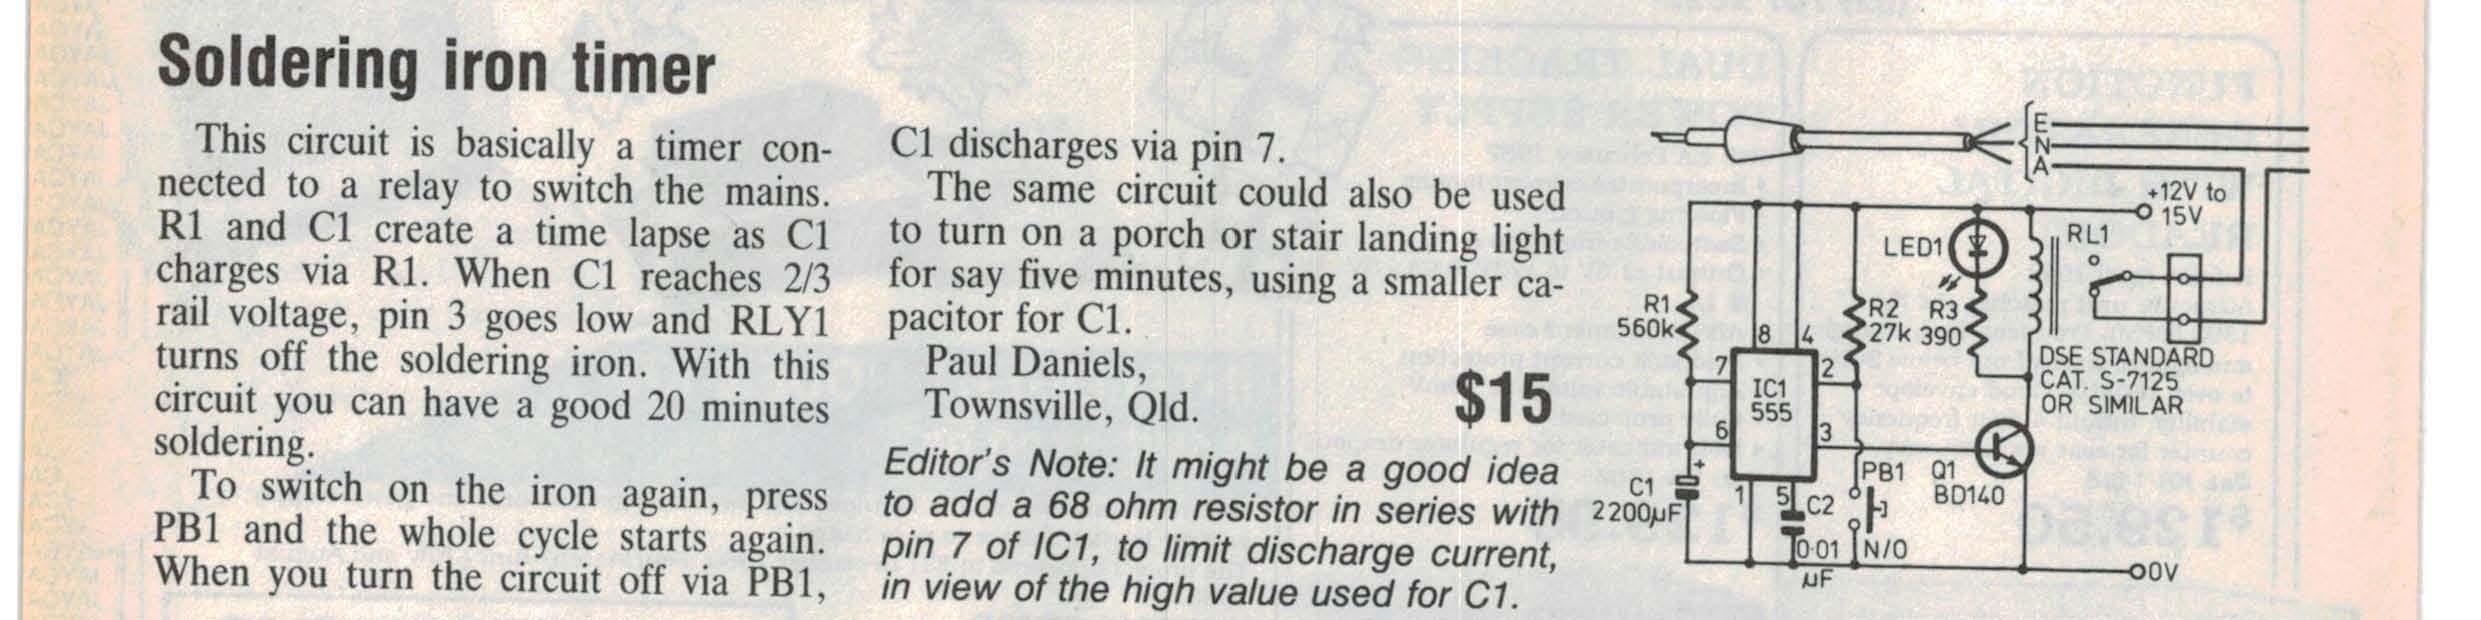 Soldering iron timer
This circuit is basically a timer con-
nected to a relay to switch the mains.
R1 and C1 create a time lapse as C1
charges via R1. When C1 reaches 2/3
rail voltage, pin 3 goes low and RLY1
turns off the soldering iron. With this
circuit you can have a good 20 minutes
soldering.
To switch on the iron again, press
PB1 and the whole cycle starts again.
When you turn the circuit off via PB1,
C1 discharges via pin 7.
The same circuit could also be used
to turn on a porch or stair landing light
for say five minutes, using a smaller ca-
pacitor for C1.
Paul Daniels,
Townsville, Qld.
$15
Editor's Note: It might be a good idea
to add a 68 ohm resistor in series with
pin 7 of IC1, to limit discharge current,
in view of the high value used for C1.
E
N
A
+12V to
15V
LED1
RL1
R1
560k
R2
27k
R3
390
8
4
7
2
IC1
555
6
3
1
5
DSE STANDARD
CAT. S-7125
OR SIMILAR
C1
2200µF
+
C2
0·01
µF
PB1
N/O
Q1
BD140
0V